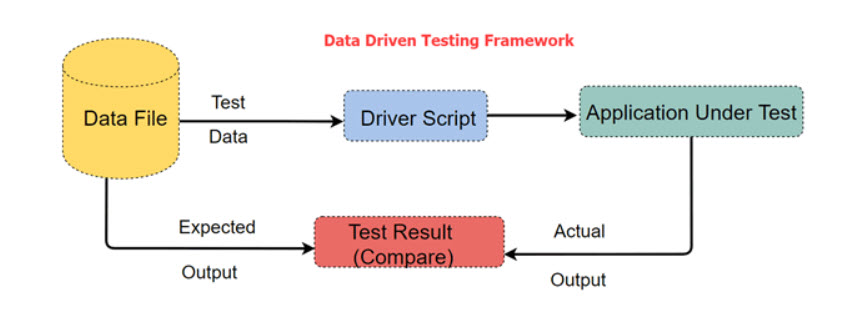 Data Driven Testing Framework
Data File
Test
Data
Driver Script
Application Under Test
Expected
Output
Test Result
(Compare)
Actual
Output